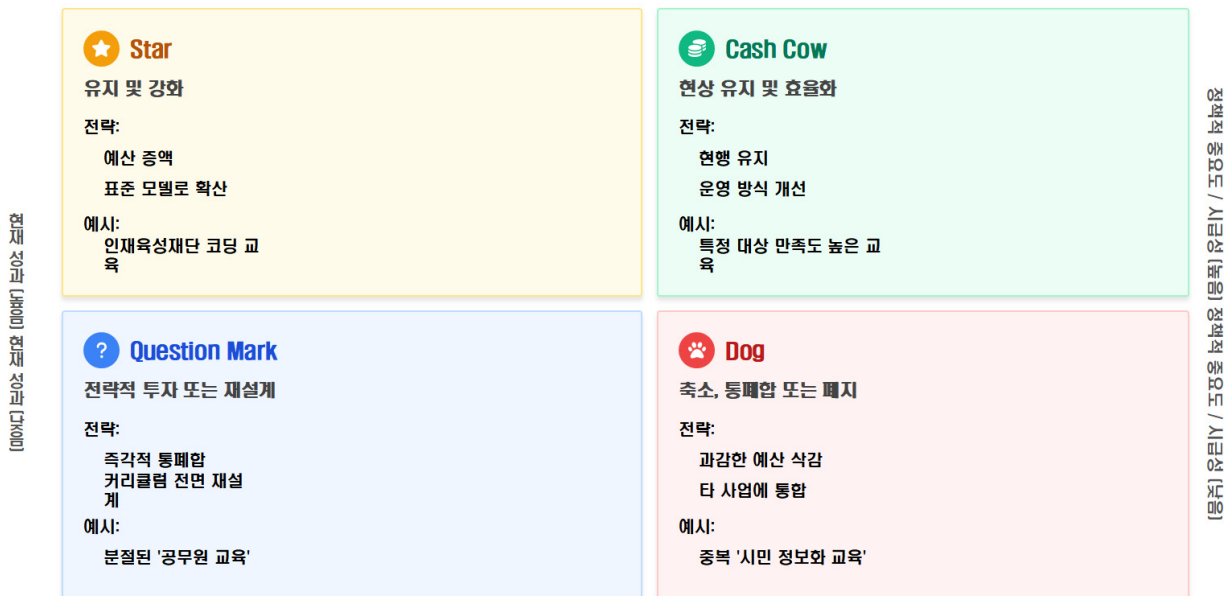 Star
유지 및 강화
전략:
예산 증액
표준 모델로 확산
예시:
인재육성재단 코딩 교
육
Cash Cow
현상 유지 및 효율화
전략:
현행 유지
운영 방식 개선
예시:
특정 대상 만족도 높은 교
육
Question Mark
전략적 투자 또는 재설계
전략:
즉각적 통폐합
커리큘럼 전면 재설
계
예시:
분절된 '공무원 교육'
Dog
축소, 통폐합 또는 폐지
전략:
과감한 예산 삭감
타 사업에 통합
예시:
중복 '시민 정보화 교육'
현재 성과 (높음) 현재 성과 (낮음)
정책적 중요도 / 시급성 (높음) 정책적 중요도 / 시급성 (낮음)